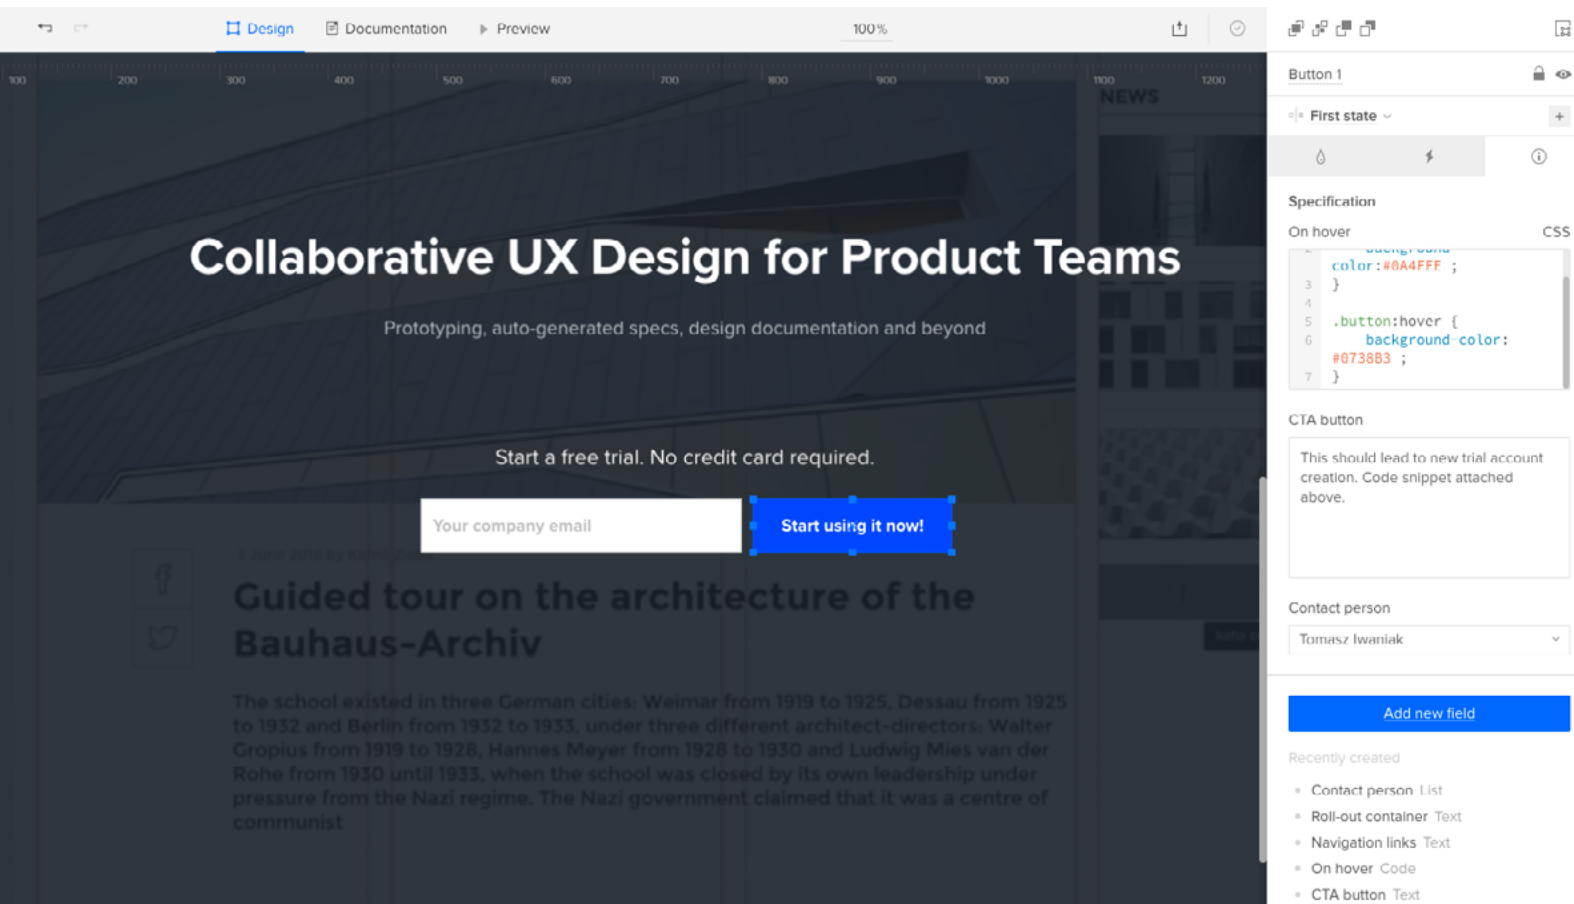 Design
Documentation
Preview
100%
100
200
300
400
500
600
700
800
900
1000
1100
1200
NEWS
Collaborative UX Design for Product Teams
Prototyping, auto-generated specs, design documentation and beyond
Start a free trial. No credit card required.
Your company email
Start using it now!
Guided tour on the architecture of the
Bauhaus-Archiv
The school existed in three German cities: Weimar from 1919 to 1925, Dessau from 1925
to 1932 and Berlin from 1932 to 1933, under three different architect-directors: Walter
Gropius from 1919 to 1928, Hannes Meyer from 1928 to 1930 and Ludwig Mies van der
Rohe from 1930 until 1933, when the school was closed by its own leadership under
pressure from the Nazi regime. The Nazi government claimed that it was a centre of
communist
Button 1
First state
Specification
On hover CSS
2 background
color:#0A4FFF ;
3 }
4
5 .button:hover {
6 background-color:
#0738B3 ;
7 }
CTA button
This should lead to new trial account
creation. Code snippet attached
above.
Contact person
Tomasz Iwaniak
Add new field
Recently created
Contact person List
Roll-out container Text
Navigation links Text
On hover Code
CTA button Text